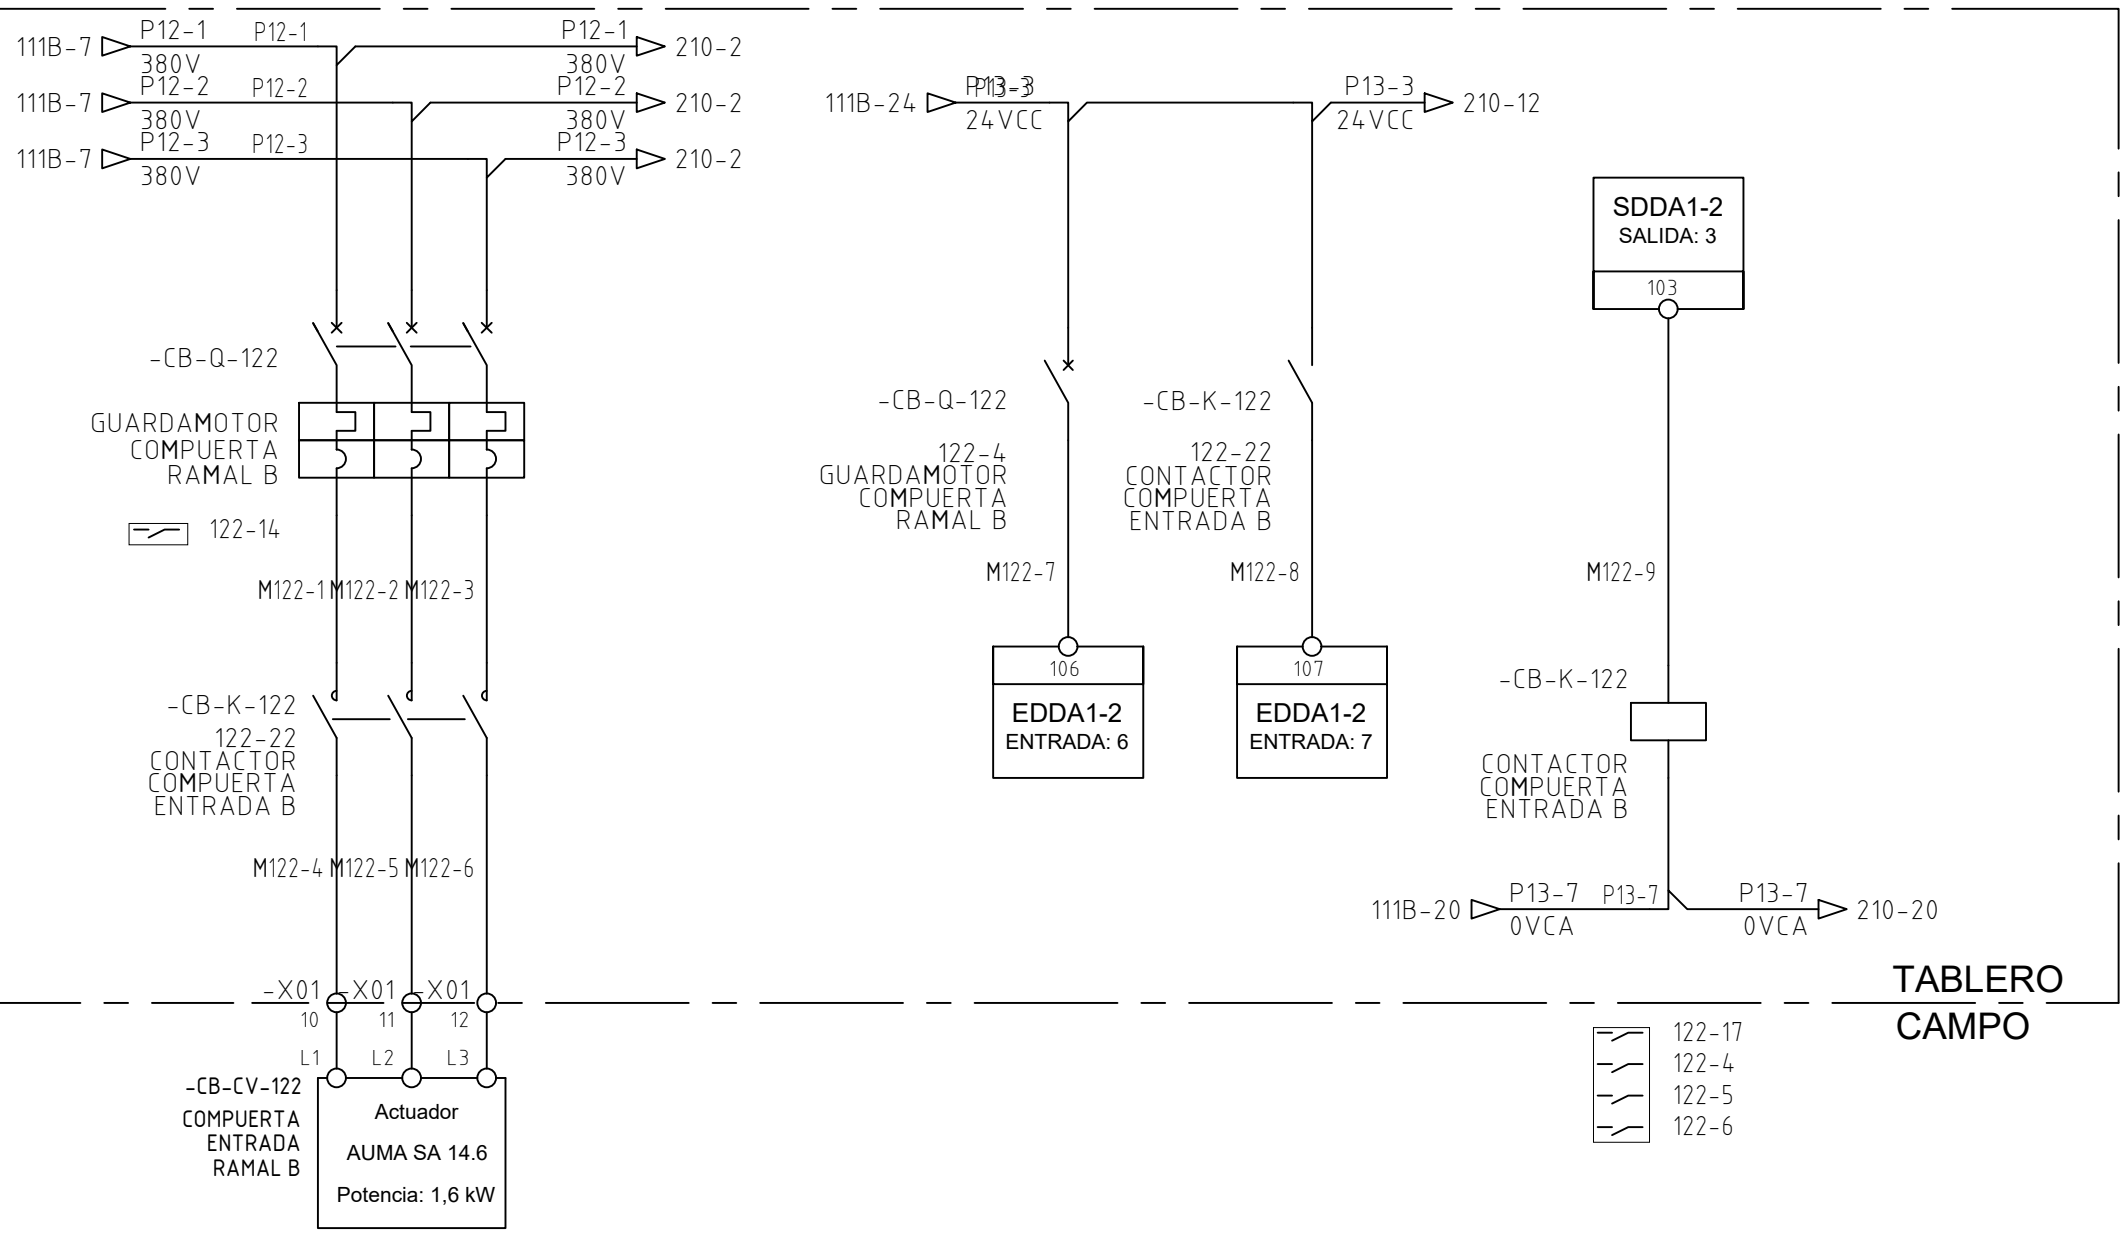 111B-7 P12-1 P12-1 P12-1 210-2
380V 380V
111B-7 P12-2 P12-2 P12-2 210-2
380V 380V
111B-7 P12-3 P12-3 P12-3 210-2
380V 380V
-CB-Q-122
GUARDAMOTOR
COMPUERTA
RAMAL B
122-14
M122-1 M122-2 M122-3
-CB-K-122
122-22
CONTACTOR
COMPUERTA
ENTRADA B
M122-4 M122-5 M122-6
-X01 -X01 -X01
10 11 12
L1 L2 L3
-CB-CV-122
COMPUERTA
ENTRADA
RAMAL B
Actuador
AUMA SA 14.6
Potencia: 1,6 kW
111B-24 P13-3 P13-3 P13-3 210-12
24VCC 24VCC
-CB-Q-122
122-4
GUARDAMOTOR
COMPUERTA
RAMAL B
M122-7
106
EDDA1-2
ENTRADA: 6
-CB-K-122
122-22
CONTACTOR
COMPUERTA
ENTRADA B
M122-8
107
EDDA1-2
ENTRADA: 7
SDDA1-2
SALIDA: 3
103
M122-9
-CB-K-122
CONTACTOR
COMPUERTA
ENTRADA B
111B-20 P13-7 P13-7 P13-7 210-20
0VCA 0VCA
TABLERO
CAMPO
122-17
122-4
122-5
122-6